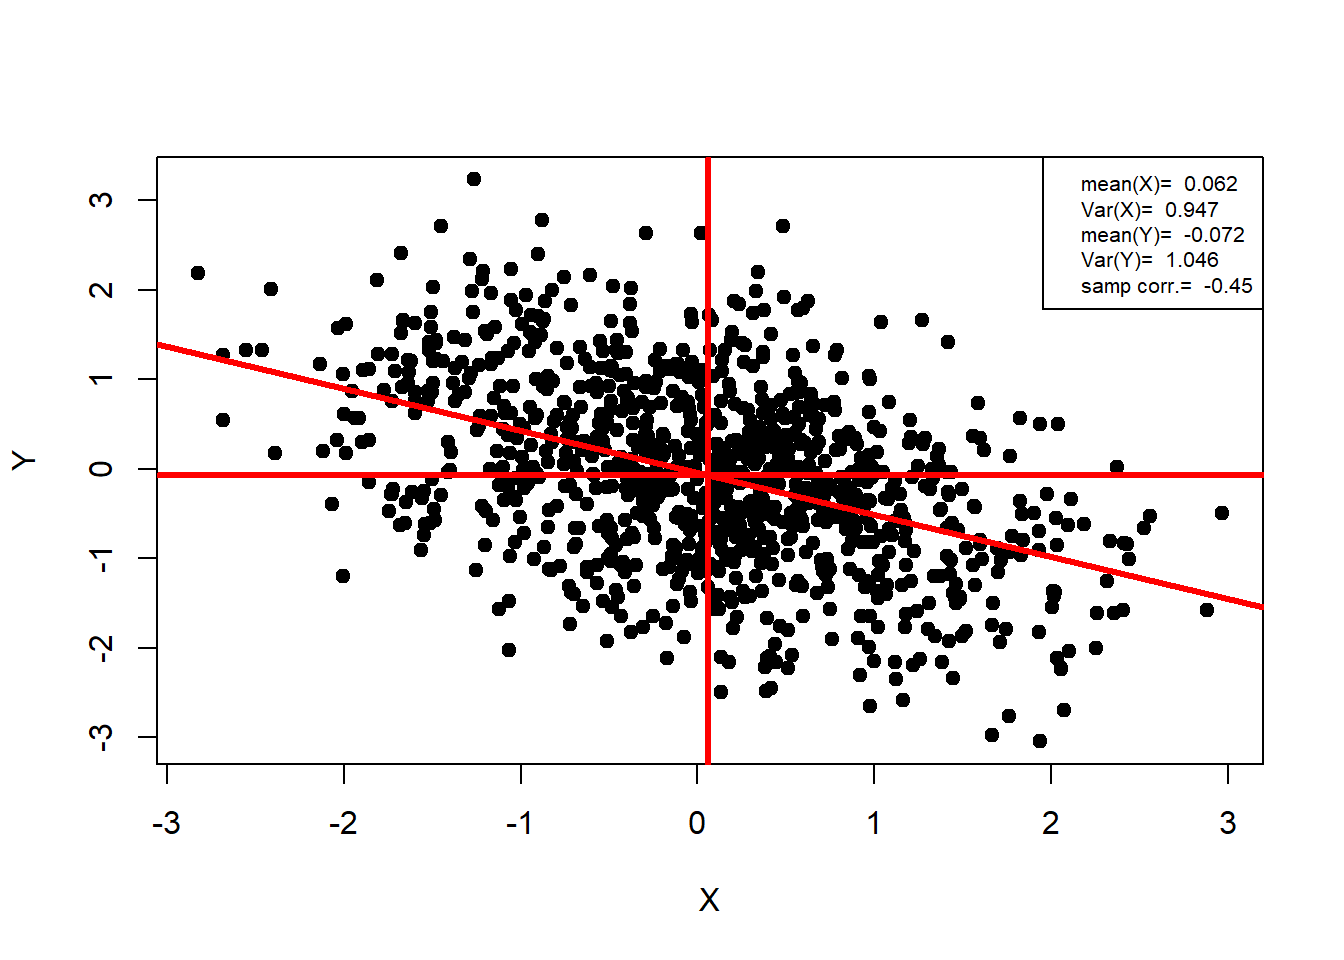 mean(X)=  0.062
Var(X)=  0.947
mean(Y)=  -0.072
Var(Y)=  1.046
samp corr.=  -0.45
Y
3
2
1
0
-1
-2
-3
-3 -2 -1 0 1 2 3
X